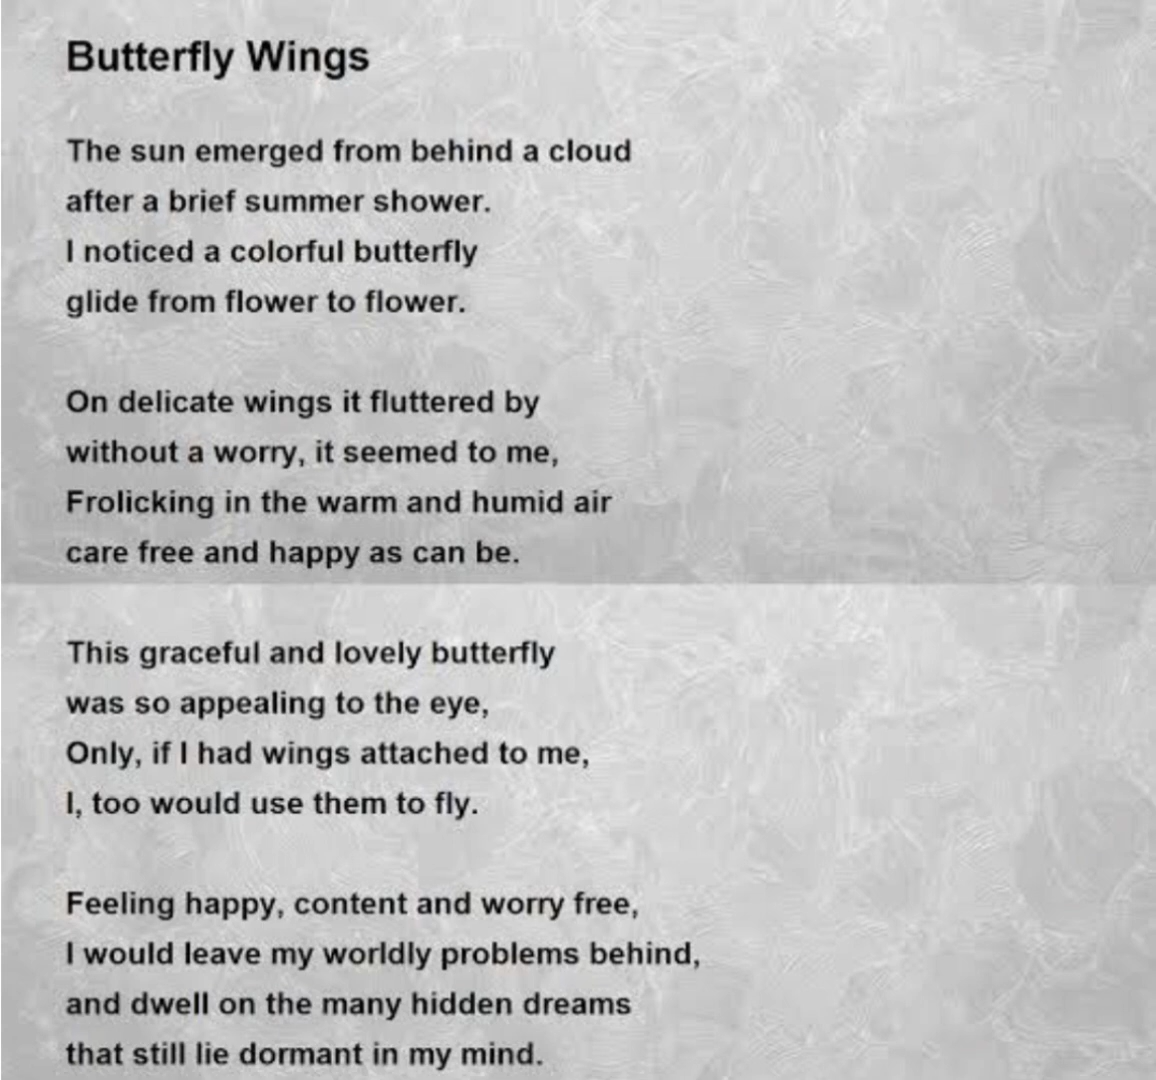 Butterfly Wings
The sun emerged from behind a cloud
after a brief summer shower.
I noticed a colorful butterfly
glide from flower to flower.
On delicate wings it fluttered by
without a worry, it seemed to me,
Frolicking in the warm and humid air
care free and happy as can be.
This graceful and lovely butterfly
was so appealing to the eye,
Only, if I had wings attached to me,
I, too would use them to fly.
Feeling happy, content and worry free,
I would leave my worldly problems behind,
and dwell on the many hidden dreams
that still lie dormant in my mind.